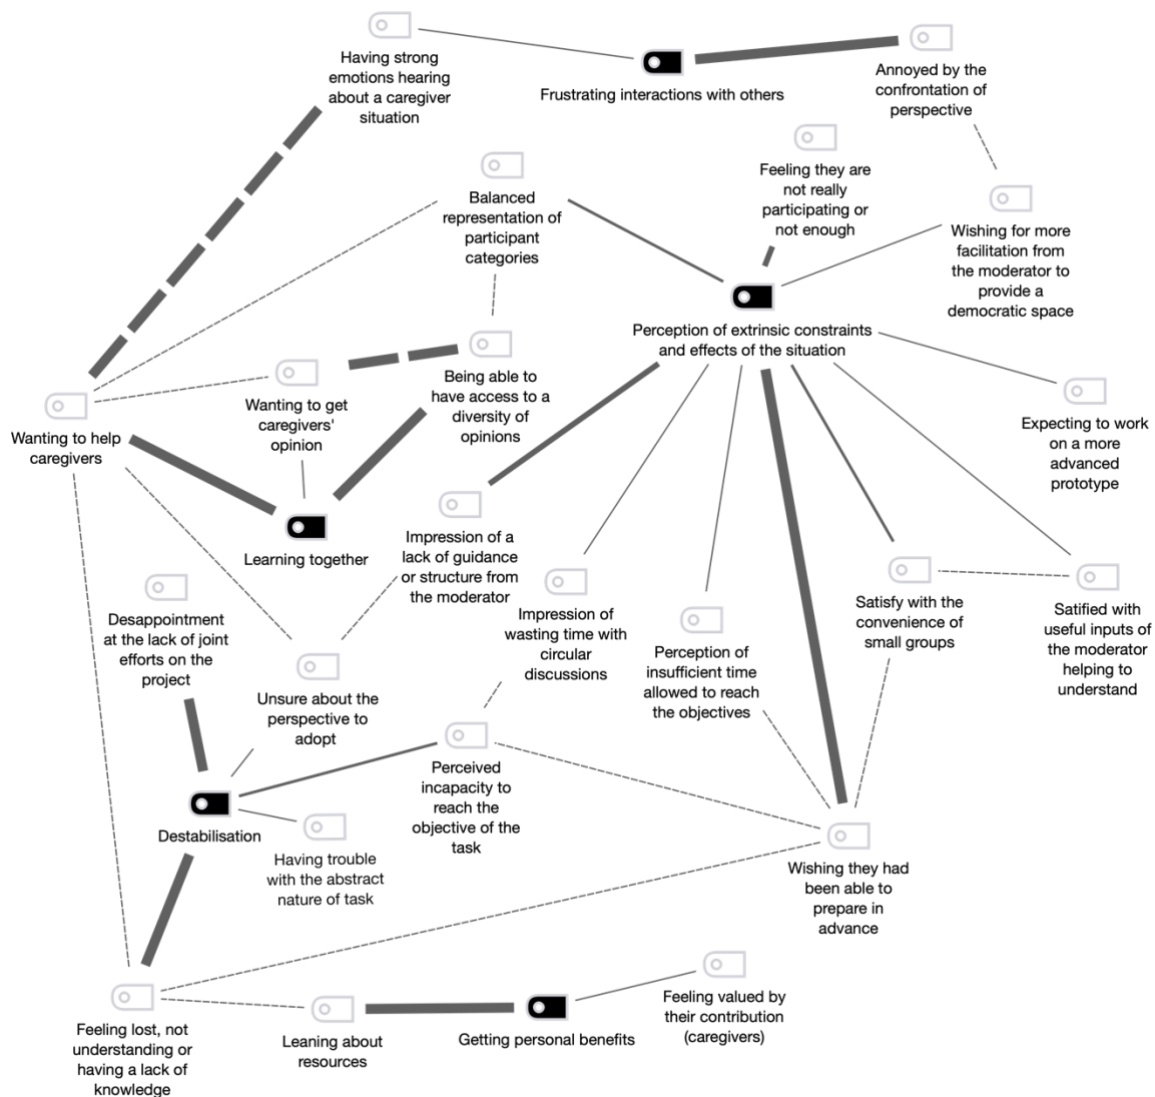 Having strong
emotions hearing
about a caregiver
situation
Frustrating interactions with others
Annoyed by the
confrontation of
perspective
Feeling they are
not really
participating or
not enough
Balanced
representation of
participant
categories
Wishing for more
facilitation from
the moderator to
provide a
democratic space
Perception of extrinsic constraints
and effects of the situation
Being able to
have access to a
diversity of
opinions
Wanting to get
caregivers'
opinion
Wanting to help
caregivers
Expecting to work
on a more
advanced
prototype
Learning together
Impression of a
lack of guidance
or structure from
the moderator
Desappointment
at the lack of joint
efforts on the
project
Impression of
wasting time with
circular
discussions
Perception of
insufficient time
allowed to reach
the objectives
Satisfy with the
convenience of
small groups
Satified with
useful inputs of
the moderator
helping to
understand
Unsure about the
perspective to
adopt
Perceived
incapacity to
reach the
objective of the
task
Destabilisation
Having trouble
with the abstract
nature of task
Wishing they had
been able to
prepare in
advance
Feeling lost, not
understanding or
having a lack of
knowledge
Leaning about
resources
Getting personal benefits
Feeling valued by
their contribution
(caregivers)